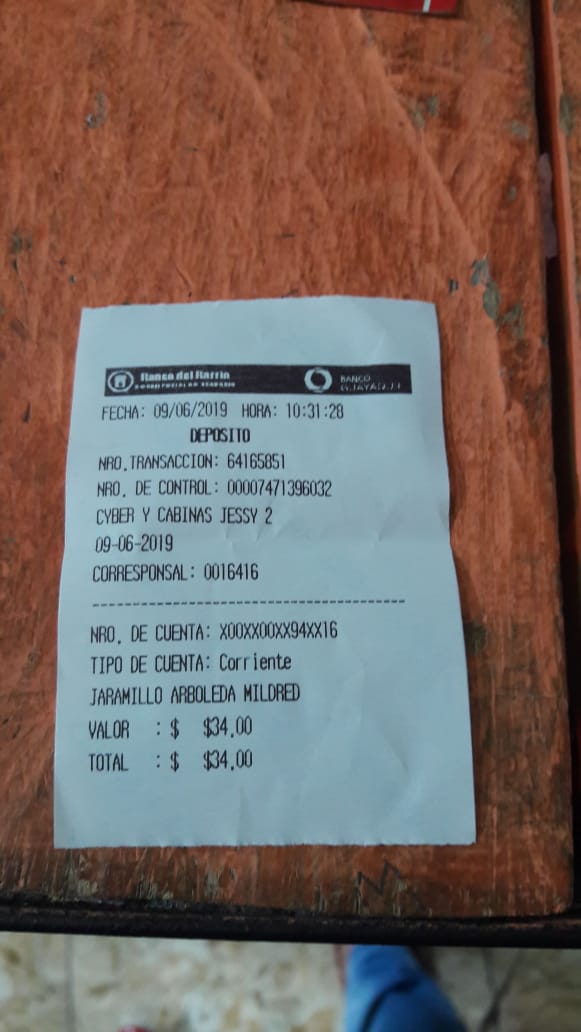 Banco del Barrio
BANCO
GUAYAQUIL
FECHA: 09/06/2019 HORA: 10:31:28
DEPOSITO
NRO.TRANSACCION: 64165851
NRO. DE CONTROL: 00007471396032
CYBER Y CABINAS JESSY 2
09-06-2019
CORRESPONSAL: 0016416
--------------------------------------
NRO. DE CUENTA: X00XX00XX94XX16
TIPO DE CUENTA: Corriente
JARAMILLO ARBOLEDA MILDRED
VALOR : $ $34.00
TOTAL : $ $34.00